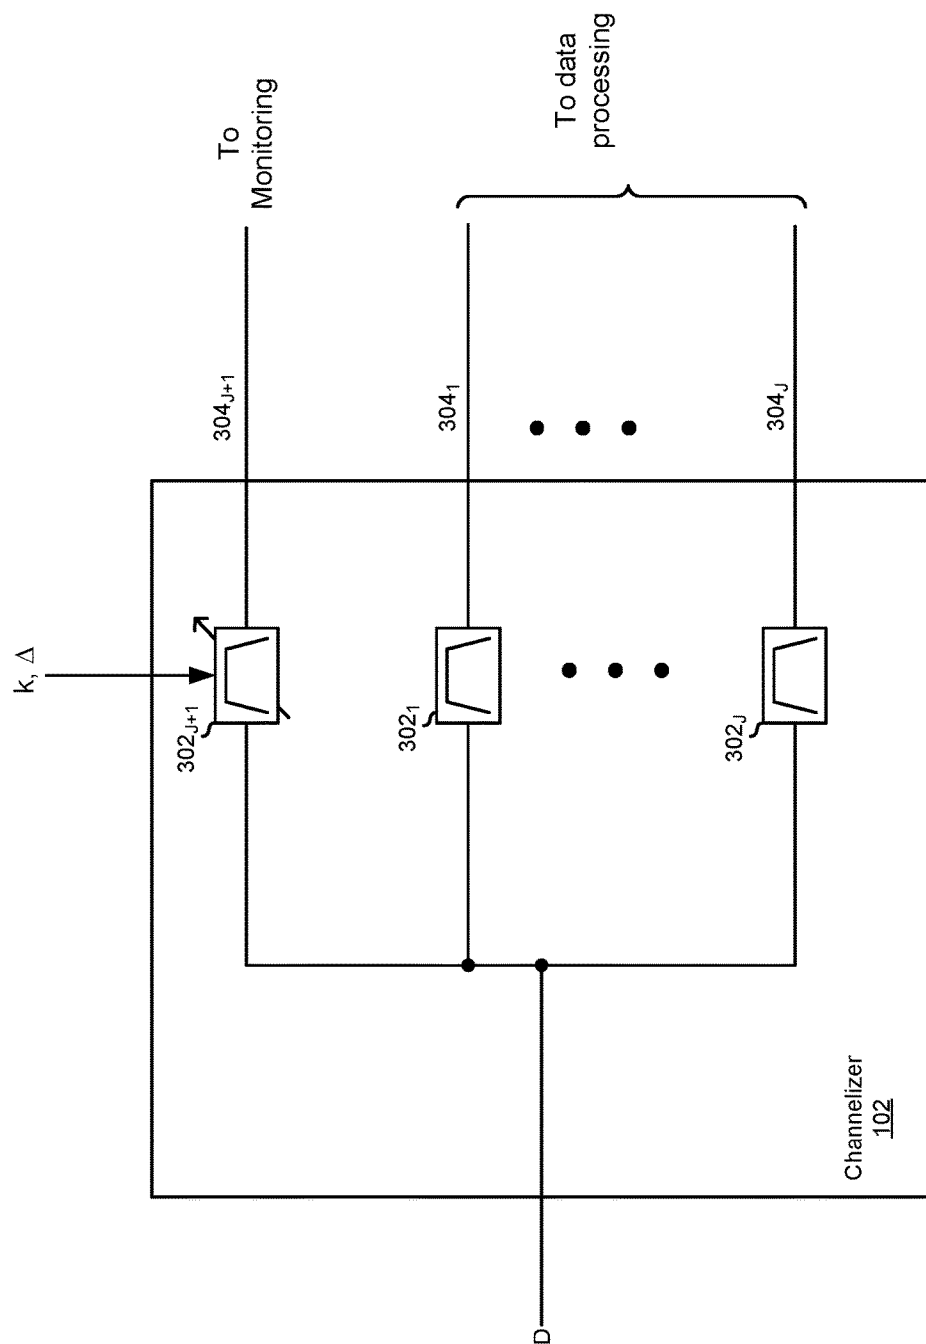 k, Δ
To
Monitoring
302J+1
304J+1
To data
processing
3021
3041
302J
304J
D
Channelizer
102